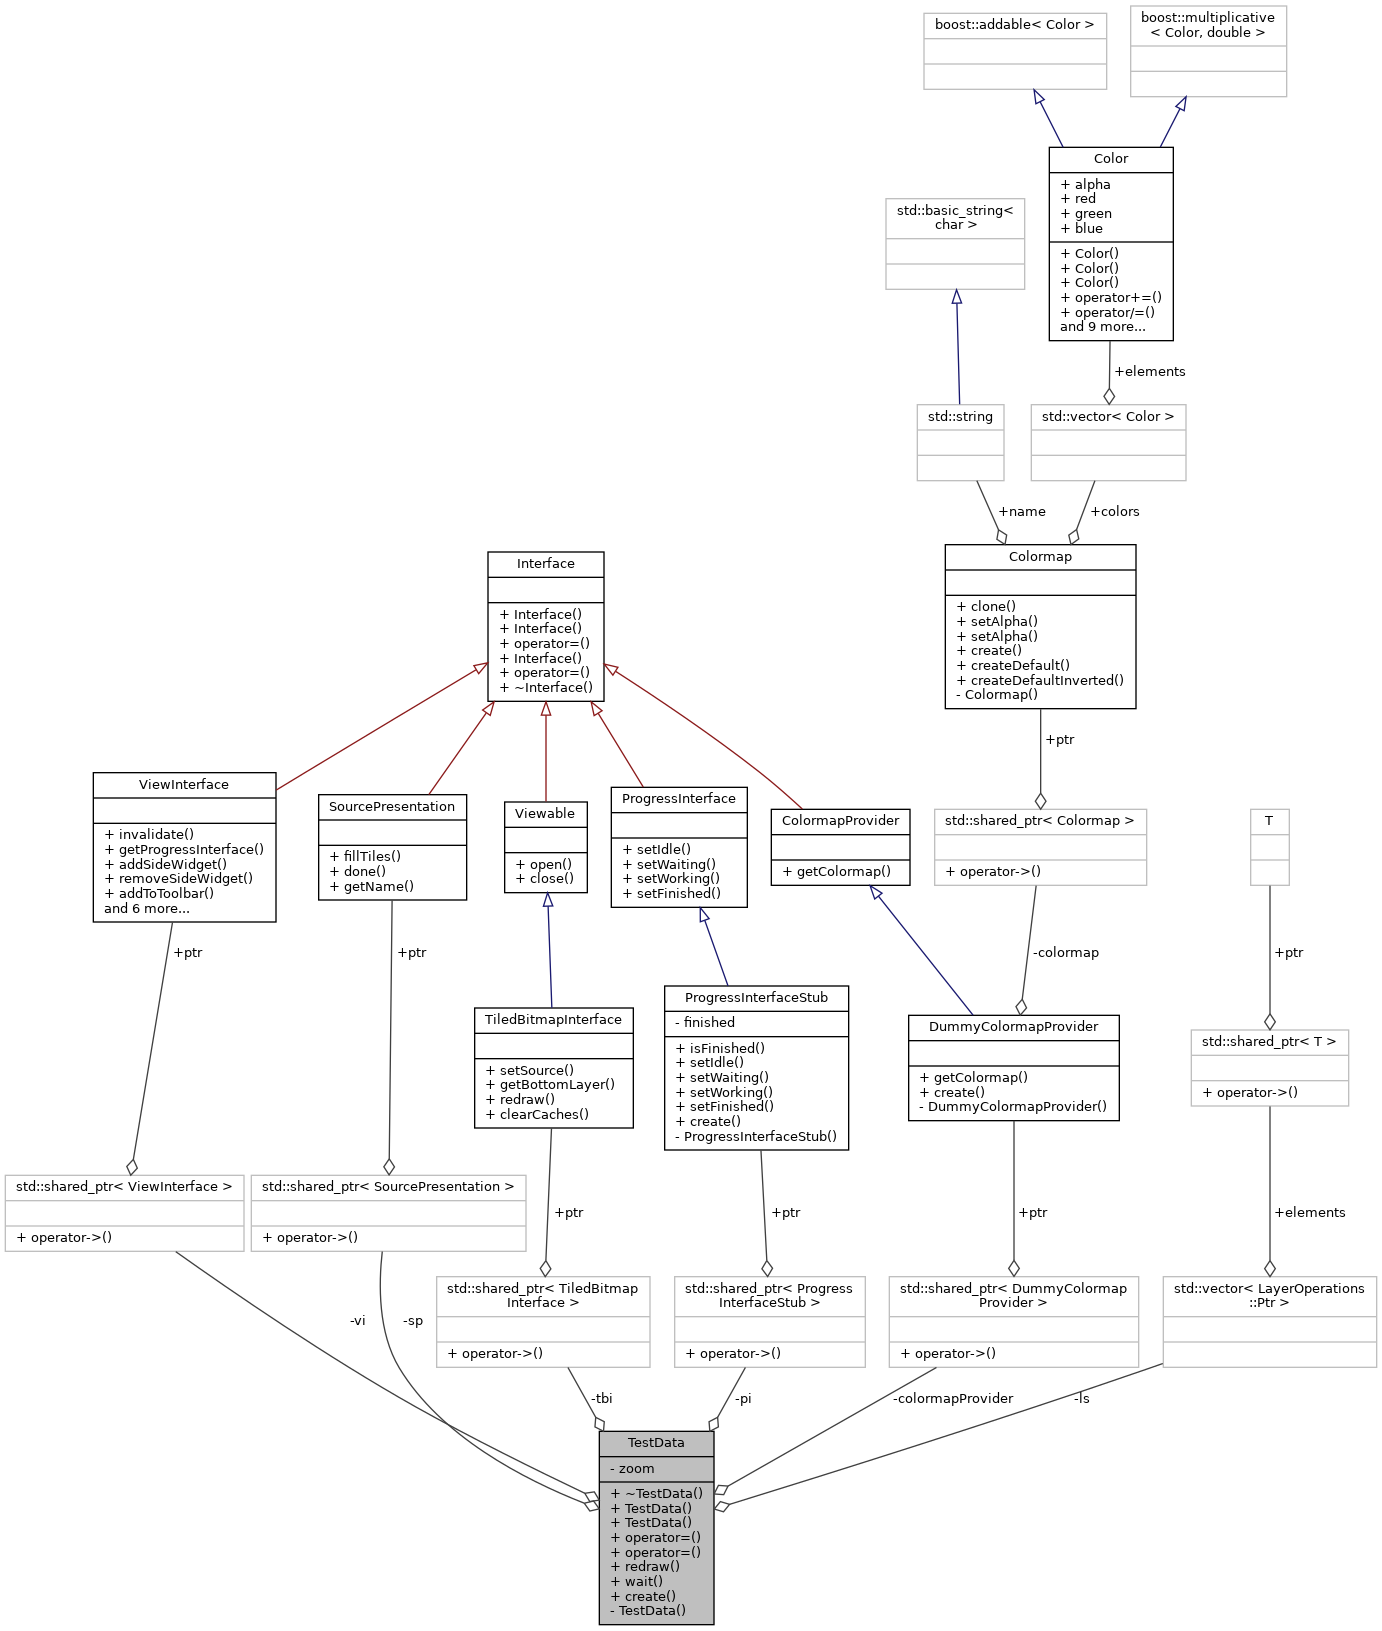 boost::addable< Color >
boost::multiplicative
< Color, double >
Color
+ alpha
+ red
+ green
+ blue
+ Color()
+ Color()
+ Color()
+ operator+=()
+ operator/=()
and 9 more...
std::basic_string<
char >
+elements
std::string
std::vector< Color >
+name
+colors
Interface
+ Interface()
+ Interface()
+ operator=()
+ Interface()
+ operator=()
+ ~Interface()
Colormap
+ clone()
+ setAlpha()
+ setAlpha()
+ create()
+ createDefault()
+ createDefaultInverted()
- Colormap()
+ptr
ViewInterface
+ invalidate()
+ getProgressInterface()
+ addSideWidget()
+ removeSideWidget()
+ addToToolbar()
and 6 more...
SourcePresentation
+ fillTiles()
+ done()
+ getName()
Viewable
+ open()
+ close()
ProgressInterface
+ setIdle()
+ setWaiting()
+ setWorking()
+ setFinished()
ColormapProvider
+ getColormap()
std::shared_ptr< Colormap >
+ operator->()
T
+ptr
+ptr
-colormap
+ptr
TiledBitmapInterface
+ setSource()
+ getBottomLayer()
+ redraw()
+ clearCaches()
ProgressInterfaceStub
- finished
+ isFinished()
+ setIdle()
+ setWaiting()
+ setWorking()
+ setFinished()
+ create()
- ProgressInterfaceStub()
DummyColormapProvider
+ getColormap()
+ create()
- DummyColormapProvider()
std::shared_ptr< T >
+ operator->()
std::shared_ptr< ViewInterface >
+ operator->()
std::shared_ptr< SourcePresentation >
+ operator->()
+ptr
+ptr
+ptr
+elements
std::shared_ptr< TiledBitmap
Interface >
+ operator->()
std::shared_ptr< Progress
InterfaceStub >
+ operator->()
std::shared_ptr< DummyColormap
Provider >
+ operator->()
std::vector< LayerOperations
::Ptr >
-vi
-sp
-tbi
-pi
-colormapProvider
-ls
TestData
- zoom
+ ~TestData()
+ TestData()
+ TestData()
+ operator=()
+ operator=()
+ redraw()
+ wait()
+ create()
- TestData()